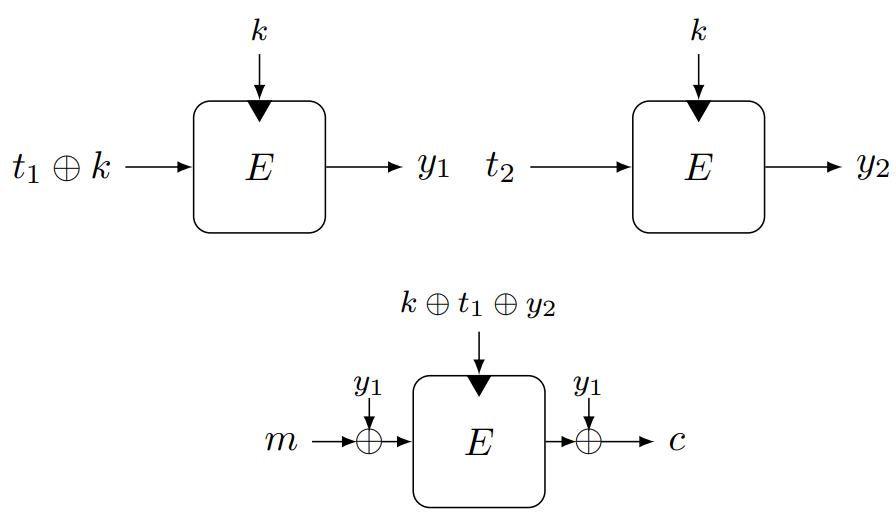 k k
t₁ ⊕ k E y₁ t₂ E y₂
k ⊕ t₁ ⊕ y₂
y₁ y₁
m E c